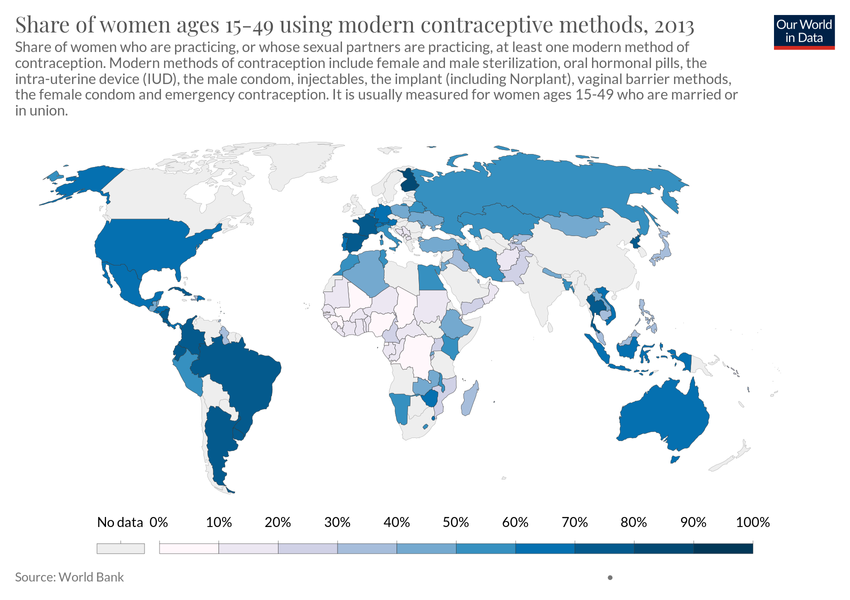 Share of women ages 15-49 using modern contraceptive methods, 2013
Our World
in Data
Share of women who are practicing, or whose sexual partners are practicing, at least one modern method of
contraception. Modern methods of contraception include female and male sterilization, oral hormonal pills, the
intra-uterine device (IUD), the male condom, injectables, the implant (including Norplant), vaginal barrier methods,
the female condom and emergency contraception. It is usually measured for women ages 15-49 who are married or
in union.
No data 0% 10% 20% 30% 40% 50% 60% 70% 80% 90% 100%
Source: World Bank